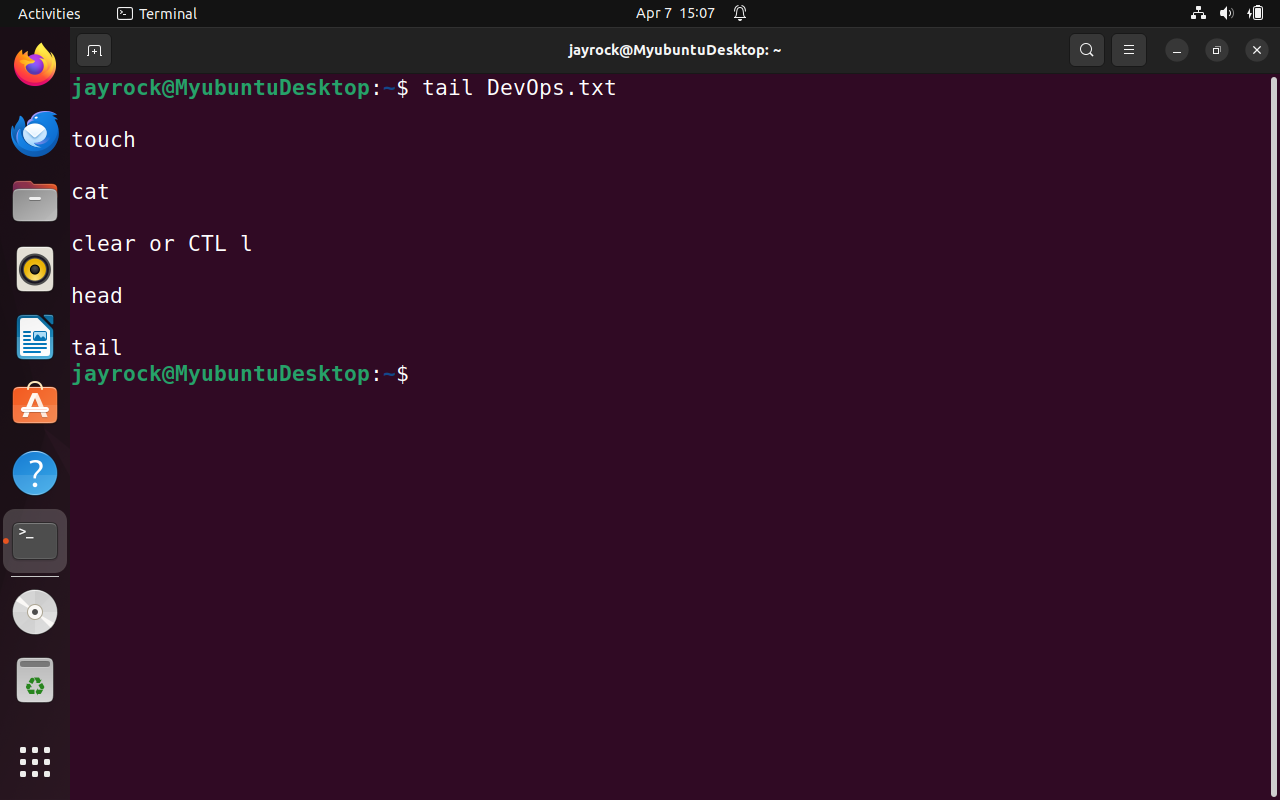 Activities
Terminal
Apr 7 15:07
jayrock@MyubuntuDesktop: ~
jayrock@MyubuntuDesktop:~$ tail DevOps.txt
touch
cat
clear or CTL l
head
tail
jayrock@MyubuntuDesktop:~$